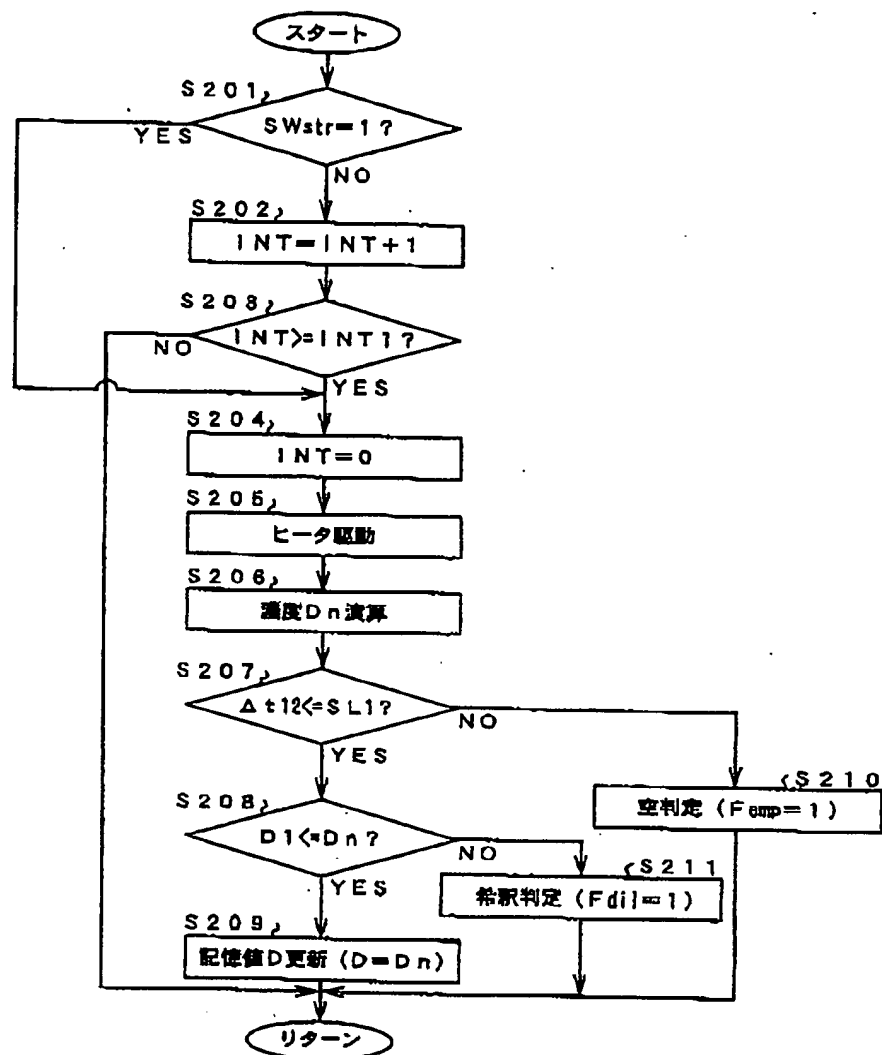 スタート
S201
SWstr=1?
YES
NO
S202
INT=INT+1
S203
INT>=INT1?
NO
YES
S204
INT=0
S205
ヒータ駆動
S206
濃度Dn演算
S207
Δt12<=SL1?
NO
YES
S210
空判定(Femp=1)
S208
D1<=Dn?
NO
YES
S211
希釈判定(Fdil=1)
S209
記憶値D更新(D=Dn)
リターン